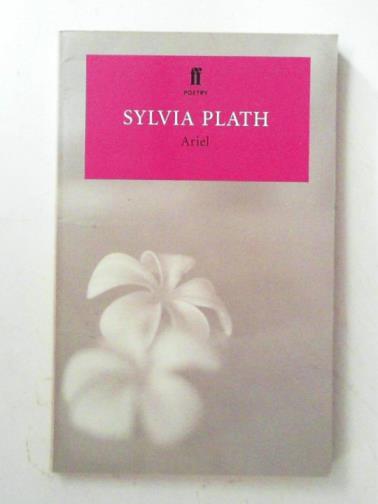 ff
POETRY
SYLVIA PLATH
Ariel